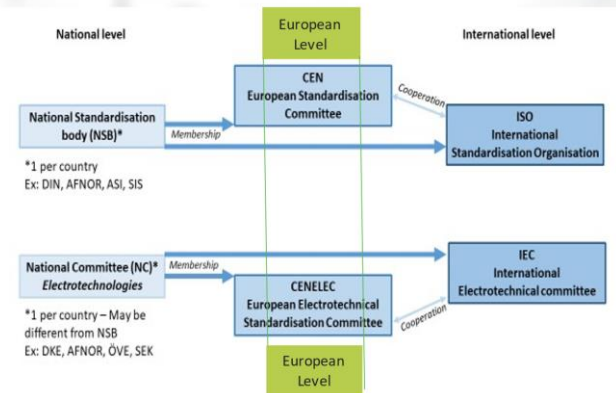 National level
European
Level
International level
CEN
European Standardisation
Committee
Cooperation
National Standardisation
body (NSB)*
Membership
ISO
International
Standardisation Organisation
*1 per country
Ex: DIN, AFNOR, ASI, SIS
National Committee (NC)*
Electrotechnologies
Membership
IEC
International
Electrotechnical committee
CENELEC
European Electrotechnical
Standardisation Committee
Cooperation
*1 per country – May be
different from NSB
Ex: DKE, AFNOR, ÖVE, SEK
European
Level